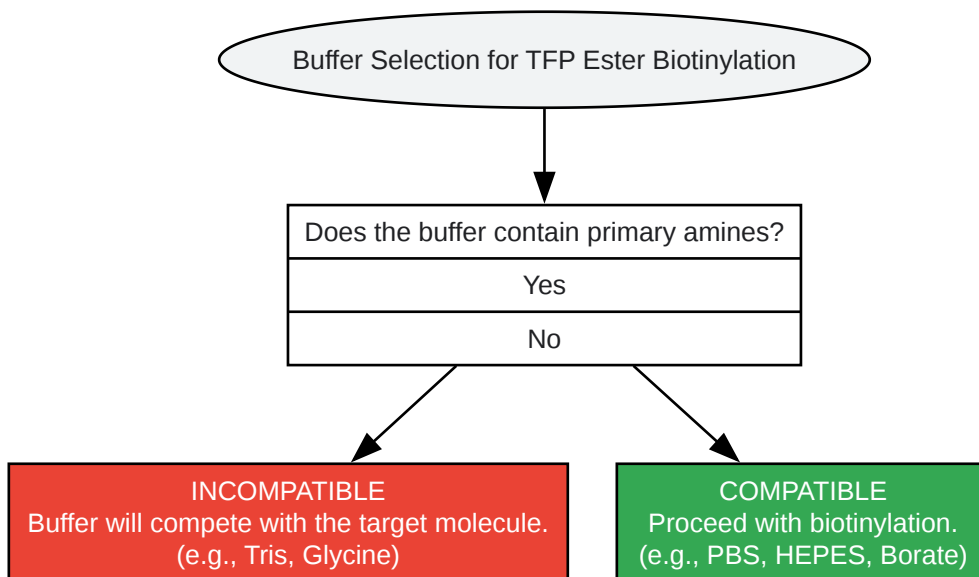 Buffer Selection for TFP Ester Biotinylation
Does the buffer contain primary amines?
Yes
No
INCOMPATIBLE
Buffer will compete with the target molecule.
(e.g., Tris, Glycine)
COMPATIBLE
Proceed with biotinylation.
(e.g., PBS, HEPES, Borate)